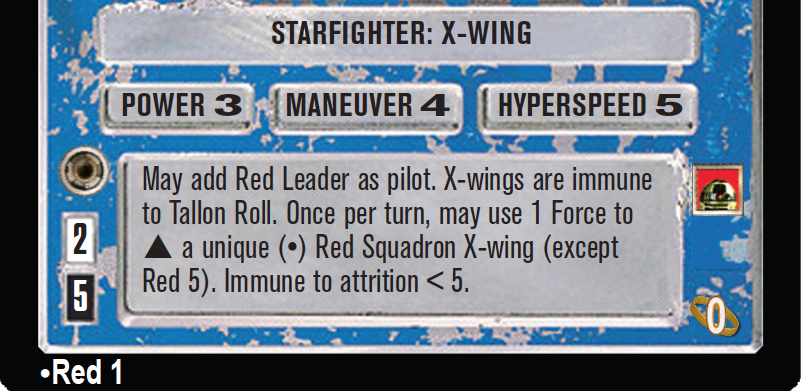 STARFIGHTER: X-WING
POWER 3 MANEUVER 4 HYPERSPEED 5
May add Red Leader as pilot. X-wings are immune
to Tallon Roll. Once per turn, may use 1 Force to
▲ a unique (•) Red Squadron X-wing (except
Red 5). Immune to attrition < 5.
2
5
0
•Red 1